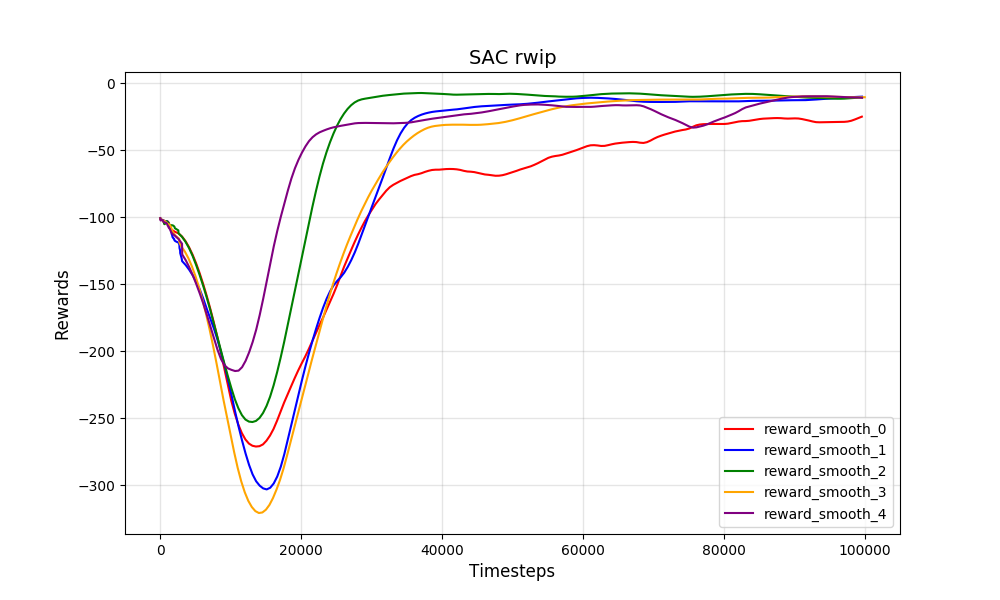 SAC rwip
0
−50
−100
−150
−200
−250
−300
Rewards
0
20000
40000
60000
80000
100000
Timesteps
reward_smooth_0
reward_smooth_1
reward_smooth_2
reward_smooth_3
reward_smooth_4